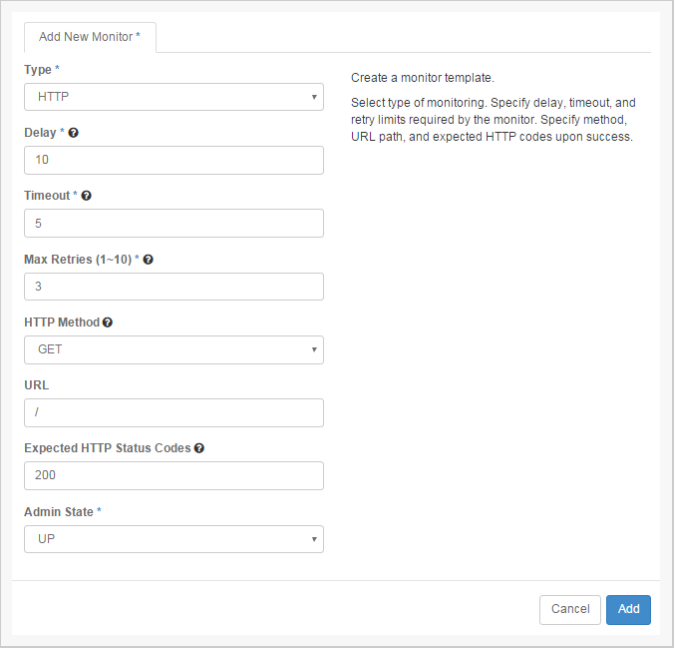 Add New Monitor *
Type *
HTTP
Delay *
10
Timeout *
5
Max Retries (1~10) *
3
HTTP Method
GET
URL
/
Expected HTTP Status Codes
200
Admin State *
UP
Create a monitor template.
Select type of monitoring. Specify delay, timeout, and
retry limits required by the monitor. Specify method,
URL path, and expected HTTP codes upon success.
Cancel
Add